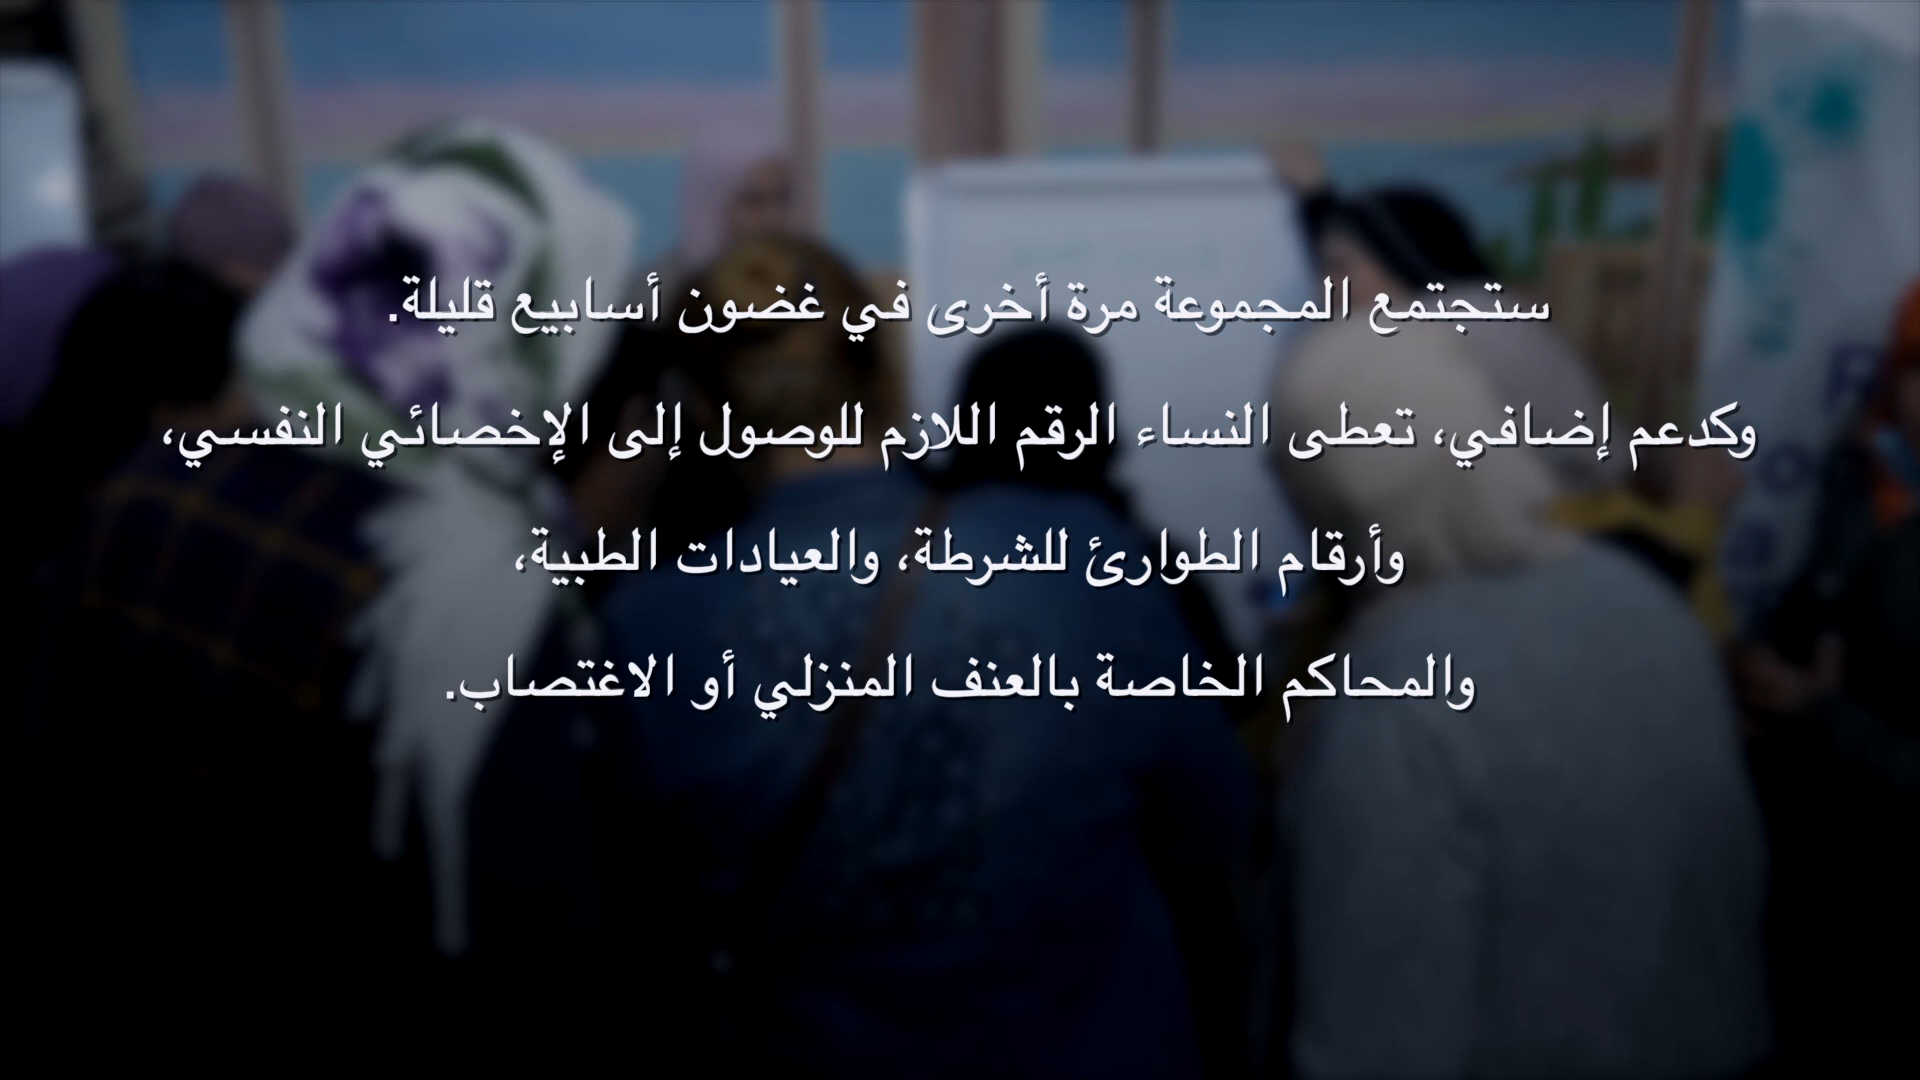 ستجتمع المجموعة مرة أخرى في غضون أسابيع قليلة.
وكدعم إضافي، تعطى النساء الرقم اللازم للوصول إلى الإخصائي النفسي،
وأرقام الطوارئ للشرطة، والعيادات الطبية،
والمحاكم الخاصة بالعنف المنزلي أو الاغتصاب.